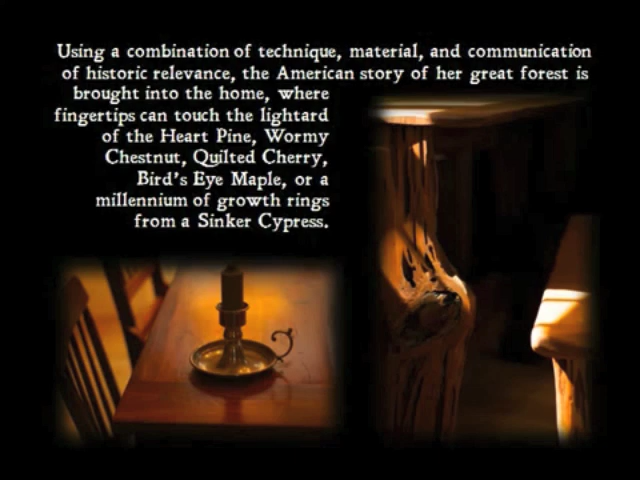 Using a combination of technique, material, and communication
of historic relevance, the American story of her great forest is
brought into the home, where
fingertips can touch the lightard
of the Heart Pine, Wormy
Chestnut, Quilted Cherry,
Bird's Eye Maple, or a
millennium of growth rings
from a Sinker Cypress.